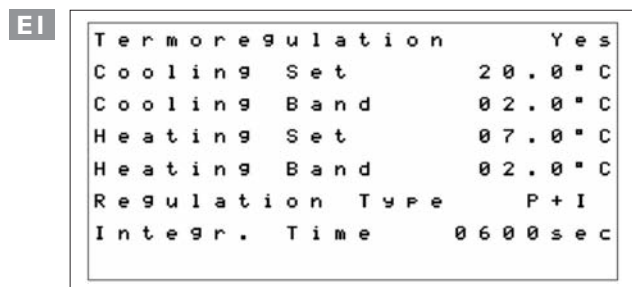 EI
Termoregulation Yes
Cooling Set 20.0°C
Cooling Band 02.0°C
Heating Set 07.0°C
Heating Band 02.0°C
Regulation Type P+I
Integr. Time 0600sec